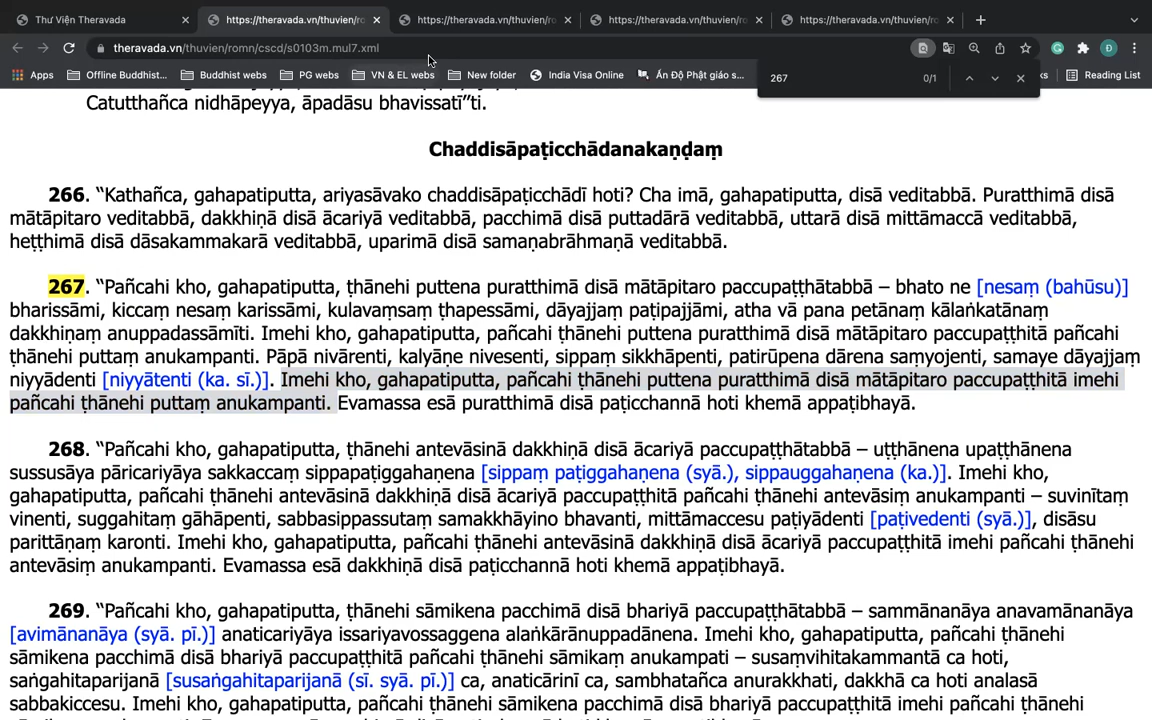 Thư Viện Theravada
https://theravada.vn/thuvien/ro
https://theravada.vn/thuvien/ro
https://theravada.vn/thuvien/ro
https://theravada.vn/thuvien/ro
theravada.vn/thuvien/romn/cscd/s0103m.mul7.xml
Apps Offline Buddhist... Buddhist webs PG webs VN & EL webs New folder India Visa Online Ấn Độ Phật giáo s... ks Reading List
267 0/1
Catutthañca nidhāpeyya, āpadāsu bhavissatī”ti.
Chaddisāpaṭicchādanakaṇḍaṃ
266. “Kathañca, gahapatiputta, ariyasāvako chaddisāpaṭicchādī hoti? Cha imā, gahapatiputta, disā veditabbā. Puratthimā disā
mātāpitaro veditabbā, dakkhiṇā disā ācariyā veditabbā, pacchimā disā puttadārā veditabbā, uttarā disā mittāmaccā veditabbā,
heṭṭhimā disā dāsakammakarā veditabbā, uparimā disā samaṇabrāhmaṇā veditabbā.
267. “Pañcahi kho, gahapatiputta, ṭhānehi puttena puratthimā disā mātāpitaro paccupaṭṭhātabbā – bhato ne [nesaṃ (bahūsu)]
bharissāmi, kiccaṃ nesaṃ karissāmi, kulavaṃsaṃ ṭhapessāmi, dāyajjaṃ paṭipajjāmi, atha vā pana petānaṃ kālaṅkatānaṃ
dakkhiṇaṃ anuppadassāmīti. Imehi kho, gahapatiputta, pañcahi ṭhānehi puttena puratthimā disā mātāpitaro paccupaṭṭhitā pañcahi
ṭhānehi puttaṃ anukampanti. Pāpā nivārenti, kalyāṇe nivesenti, sippaṃ sikkhāpenti, patirūpena dārena saṃyojenti, samaye dāyajjaṃ
niyyādenti [niyyātenti (ka. sī.)]. Imehi kho, gahapatiputta, pañcahi ṭhānehi puttena puratthimā disā mātāpitaro paccupaṭṭhitā imehi
pañcahi ṭhānehi puttaṃ anukampanti. Evamassa esā puratthimā disā paṭicchannā hoti khemā appaṭibhayā.
268. “Pañcahi kho, gahapatiputta, ṭhānehi antevāsinā dakkhiṇā disā ācariyā paccupaṭṭhātabbā – uṭṭhānena upaṭṭhānena
sussusāya pāricariyāya sakkaccaṃ sippapaṭiggahaṇena [sippaṃ paṭiggahaṇena (syā.), sippauggahaṇena (ka.)]. Imehi kho,
gahapatiputta, pañcahi ṭhānehi antevāsinā dakkhiṇā disā ācariyā paccupaṭṭhitā pañcahi ṭhānehi antevāsiṃ anukampanti – suvinītaṃ
vinenti, suggahitaṃ gāhāpenti, sabbasippassutaṃ samakkhāyino bhavanti, mittāmaccesu paṭiyādenti [paṭivedenti (syā.)], disāsu
parittāṇaṃ karonti. Imehi kho, gahapatiputta, pañcahi ṭhānehi antevāsinā dakkhiṇā disā ācariyā paccupaṭṭhitā imehi pañcahi ṭhānehi
antevāsiṃ anukampanti. Evamassa esā dakkhiṇā disā paṭicchannā hoti khemā appaṭibhayā.
269. “Pañcahi kho, gahapatiputta, ṭhānehi sāmikena pacchimā disā bhariyā paccupaṭṭhātabbā – sammānanāya anavamānanāya
[avimānanāya (syā. pī.)] anaticariyāya issariyavossaggena alaṅkārānuppadānena. Imehi kho, gahapatiputta, pañcahi ṭhānehi
sāmikena pacchimā disā bhariyā paccupaṭṭhitā pañcahi ṭhānehi sāmikaṃ anukampati – susaṃvihitakammantā ca hoti,
saṅgahitaparijanā [susaṅgahitaparijanā (sī. syā. pī.)] ca, anaticārinī ca, sambhatañca anurakkhati, dakkhā ca hoti analasā
sabbakiccesu. Imehi kho, gahapatiputta, pañcahi ṭhānehi sāmikena pacchimā disā bhariyā paccupaṭṭhitā imehi pañcahi ṭhānehi